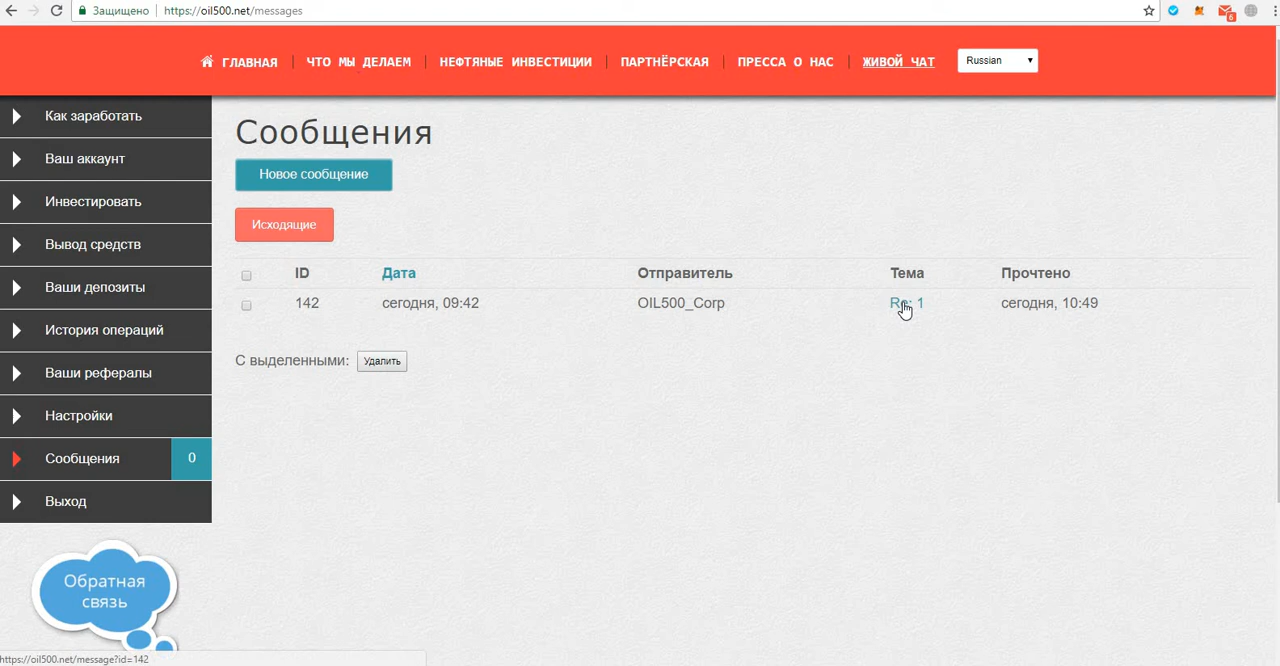 Защищено https://oil500.net/messages
6
ГЛАВНАЯ ЧТО МЫ ДЕЛАЕМ НЕФТЯНЫЕ ИНВЕСТИЦИИ ПАРТНЁРСКАЯ ПРЕССА О НАС ЖИВОЙ ЧАТ Russian
Как заработать
Ваш аккаунт
Инвестировать
Вывод средств
Ваши депозиты
История операций
Ваши рефералы
Настройки
Сообщения 0
Выход
Обратная
связь
Сообщения
Новое сообщение
Исходящие
ID Дата Отправитель Тема Прочтено
142 сегодня, 09:42 OIL500_Corp Re: 1 сегодня, 10:49
С выделенными: Удалить
https://oil500.net/message?id=142